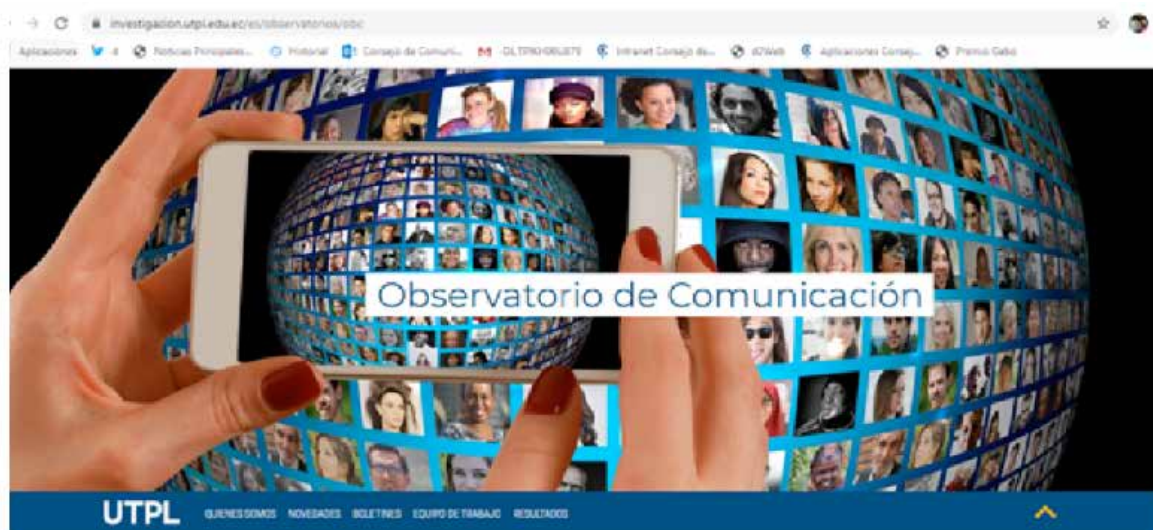 investigacion.utpl.edu.ec/es/observatorios/obc
Aplicaciones Noticias Principales... Historial Consejo de Comuni... Intranet Consejo de... Aplicaciones Consej... Premio Gabo
Observatorio de Comunicación
UTPL QUIENES SOMOS NOVEDADES BOLETINES EQUIPO DE TRABAJO RESULTADOS